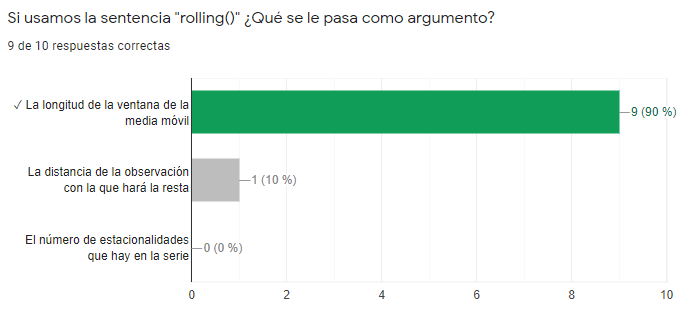 Si usamos la sentencia "rolling()" ¿Qué se le pasa como argumento?
9 de 10 respuestas correctas
✓ La longitud de la ventana de la
media móvil
9 (90 %)
La distancia de la observación
con la que hará la resta
1 (10 %)
El número de estacionalidades
que hay en la serie
0 (0 %)
0 2 4 6 8 10